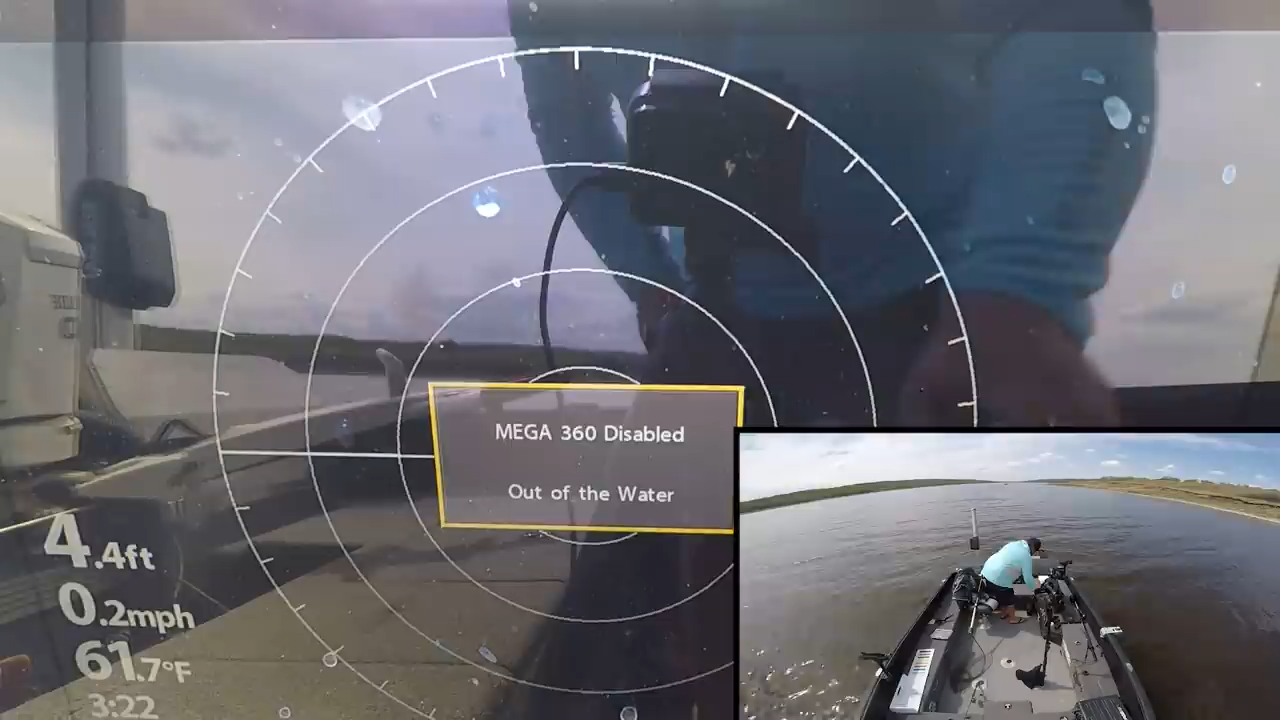 MEGA 360 Disabled
Out of the Water
4.4ft
0.2mph
61.7°F
3:22